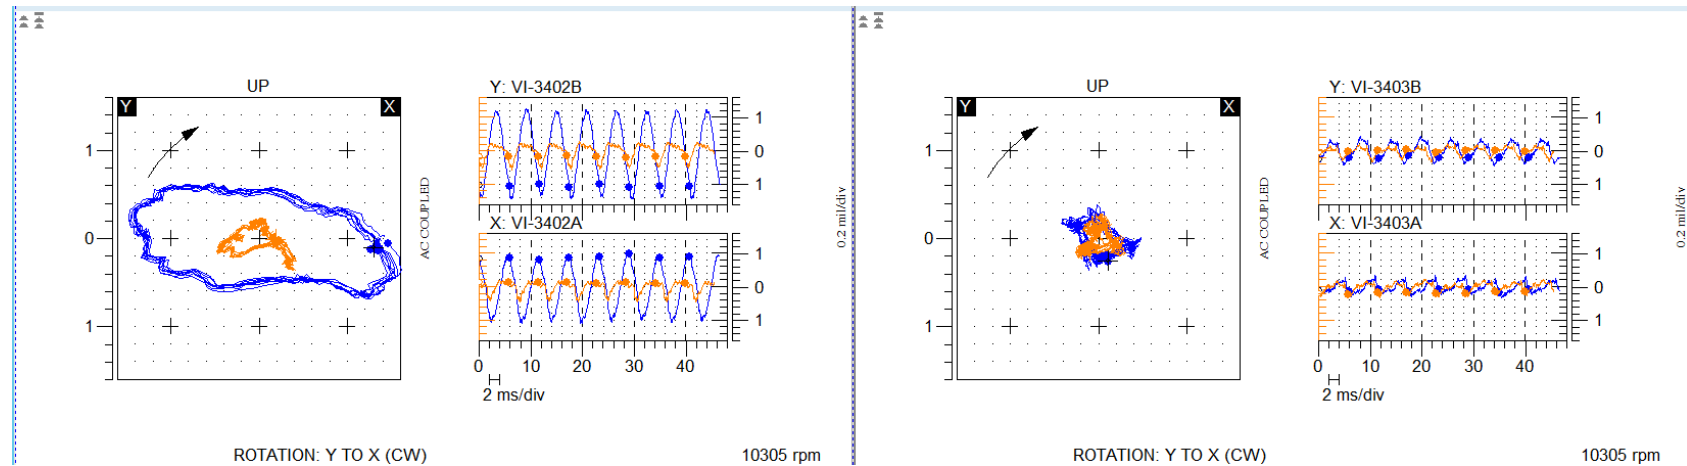 UP
Y
X
1
0
1
AC COUPLED
Y: VI-3402B
1
0
1
X: VI-3402A
1
0
1
0 10 20 30 40
2 ms/div
0.2 mil/div
ROTATION: Y TO X (CW)
10305 rpm
UP
Y
X
1
0
1
AC COUPLED
Y: VI-3403B
1
0
1
X: VI-3403A
1
0
1
0 10 20 30 40
2 ms/div
0.2 mil/div
ROTATION: Y TO X (CW)
10305 rpm